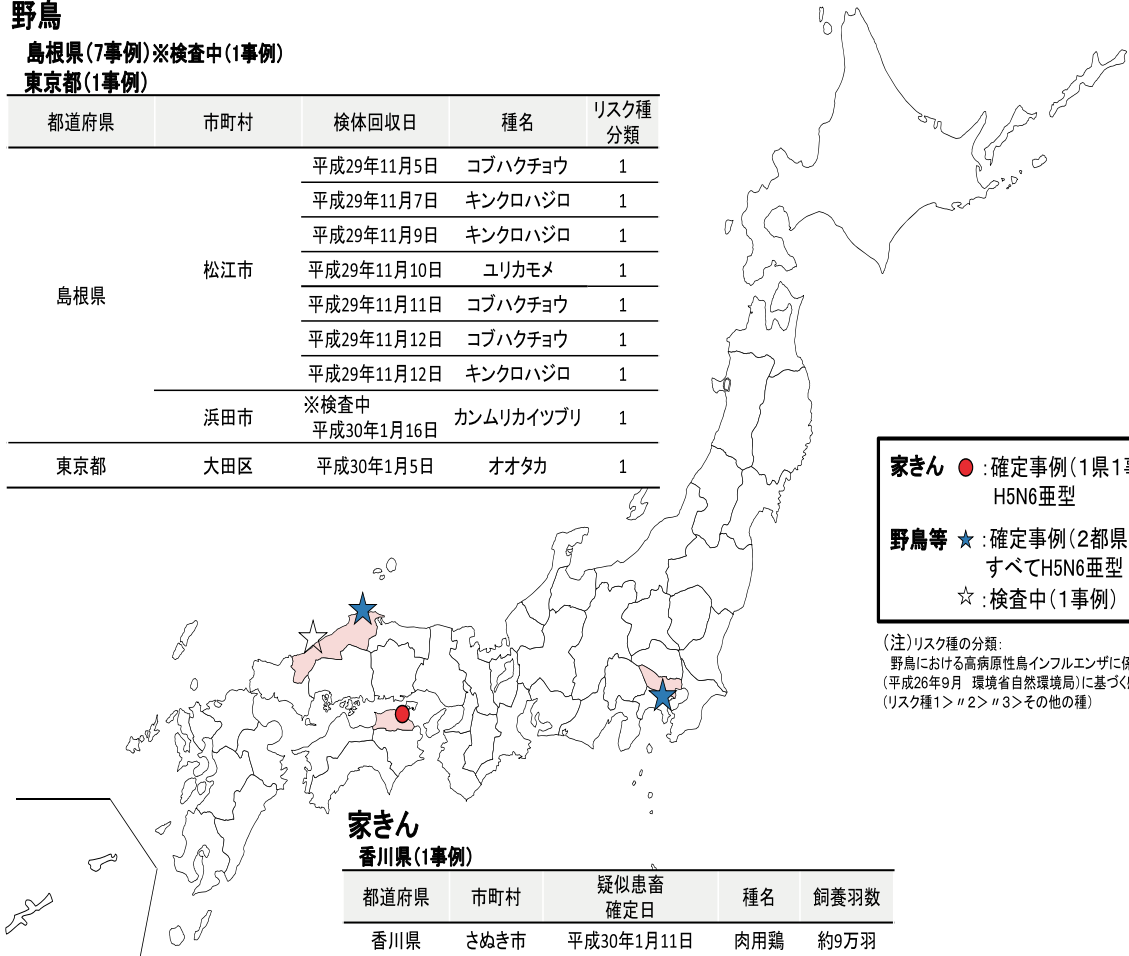 野鳥
島根県(7事例)※検査中(1事例)
東京都(1事例)
都道府県 市町村 検体回収日 種名 リスク種分類
島根県 松江市 平成29年11月5日 コブハクチョウ 1
平成29年11月7日 キンクロハジロ 1
平成29年11月9日 キンクロハジロ 1
平成29年11月10日 ユリカモメ 1
平成29年11月11日 コブハクチョウ 1
平成29年11月12日 コブハクチョウ 1
平成29年11月12日 キンクロハジロ 1
浜田市 ※検査中 平成30年1月16日 カンムリカイツブリ 1
東京都 大田区 平成30年1月5日 オオタカ 1
家きん ●:確定事例(1県1事
H5N6亜型
野鳥等 ★:確定事例(2都県
すべてH5N6亜型
☆:検査中(1事例)
(注)リスク種の分類:
野鳥における高病原性鳥インフルエンザに係
(平成26年9月 環境省自然環境局)に基づく
(リスク種1>〃2>〃3>その他の種)
家きん
香川県(1事例)
都道府県 市町村 疑似患畜確定日 種名 飼養羽数
香川県 さぬき市 平成30年1月11日 肉用鶏 約9万羽